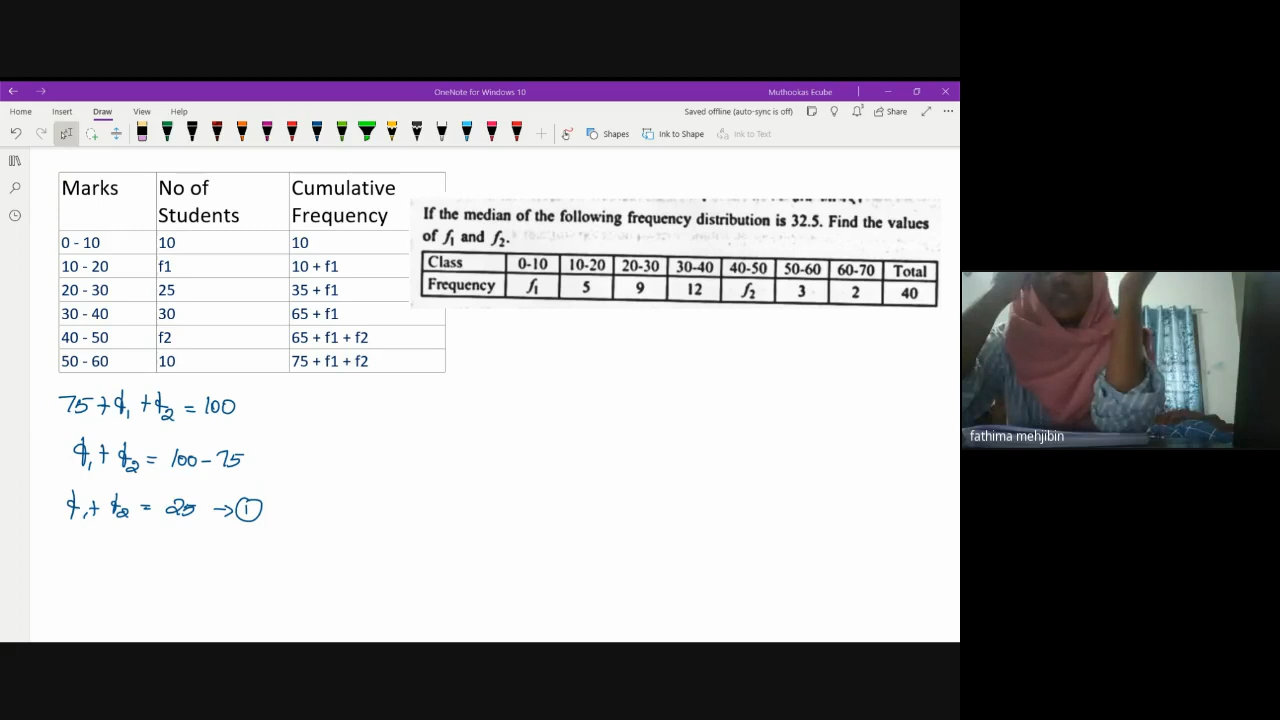 OneNote for Windows 10
Muthookas Ecube
Home Insert Draw View Help
Saved offline (auto-sync is off)
Share
Shapes
Ink to Shape
Ink to Text
Marks No of Students Cumulative Frequency
0 - 10 10 10
10 - 20 f1 10 + f1
20 - 30 25 35 + f1
30 - 40 30 65 + f1
40 - 50 f2 65 + f1 + f2
50 - 60 10 75 + f1 + f2
If the median of the following frequency distribution is 32.5. Find the values
of f₁ and f₂.
Class 0-10 10-20 20-30 30-40 40-50 50-60 60-70 Total
Frequency f₁ 5 9 12 f₂ 3 2 40
75 + f₁ + f₂ = 100
f₁ + f₂ = 100 - 75
f₁ + f₂ = 25 → ①
fathima mehjibin